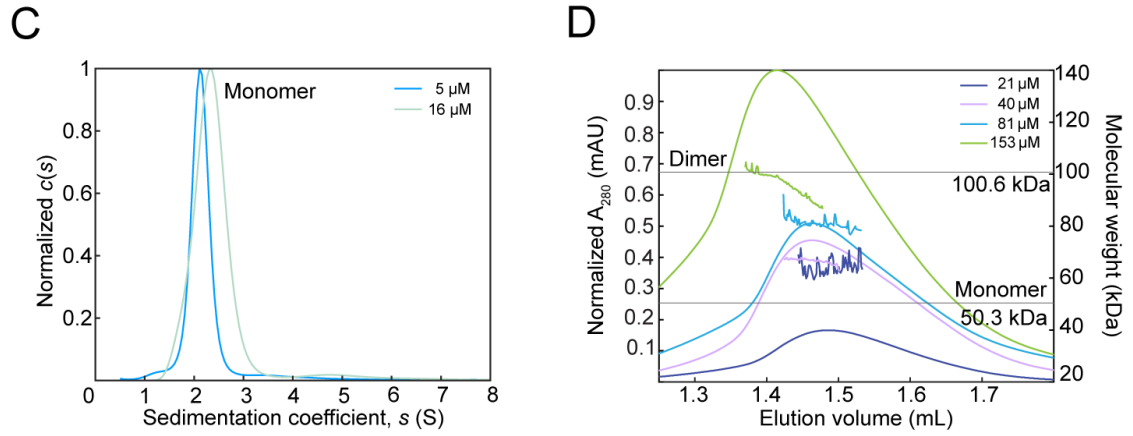 C
Normalized c(s)
1
0.8
0.6
0.4
0.2
0 1 2 3 4 5 6 7 8
Sedimentation coefficient, s (S)
Monomer
5 µM
16 µM
D
Normalized A280 (mAU)
0.9
0.8
0.7
0.6
0.5
0.4
0.3
0.2
0.1
1.3 1.4 1.5 1.6 1.7
Elution volume (mL)
21 µM
40 µM
81 µM
153 µM
Dimer
100.6 kDa
Monomer
50.3 kDa
140
120
100
80
60
40
20
Molecular weight (kDa)